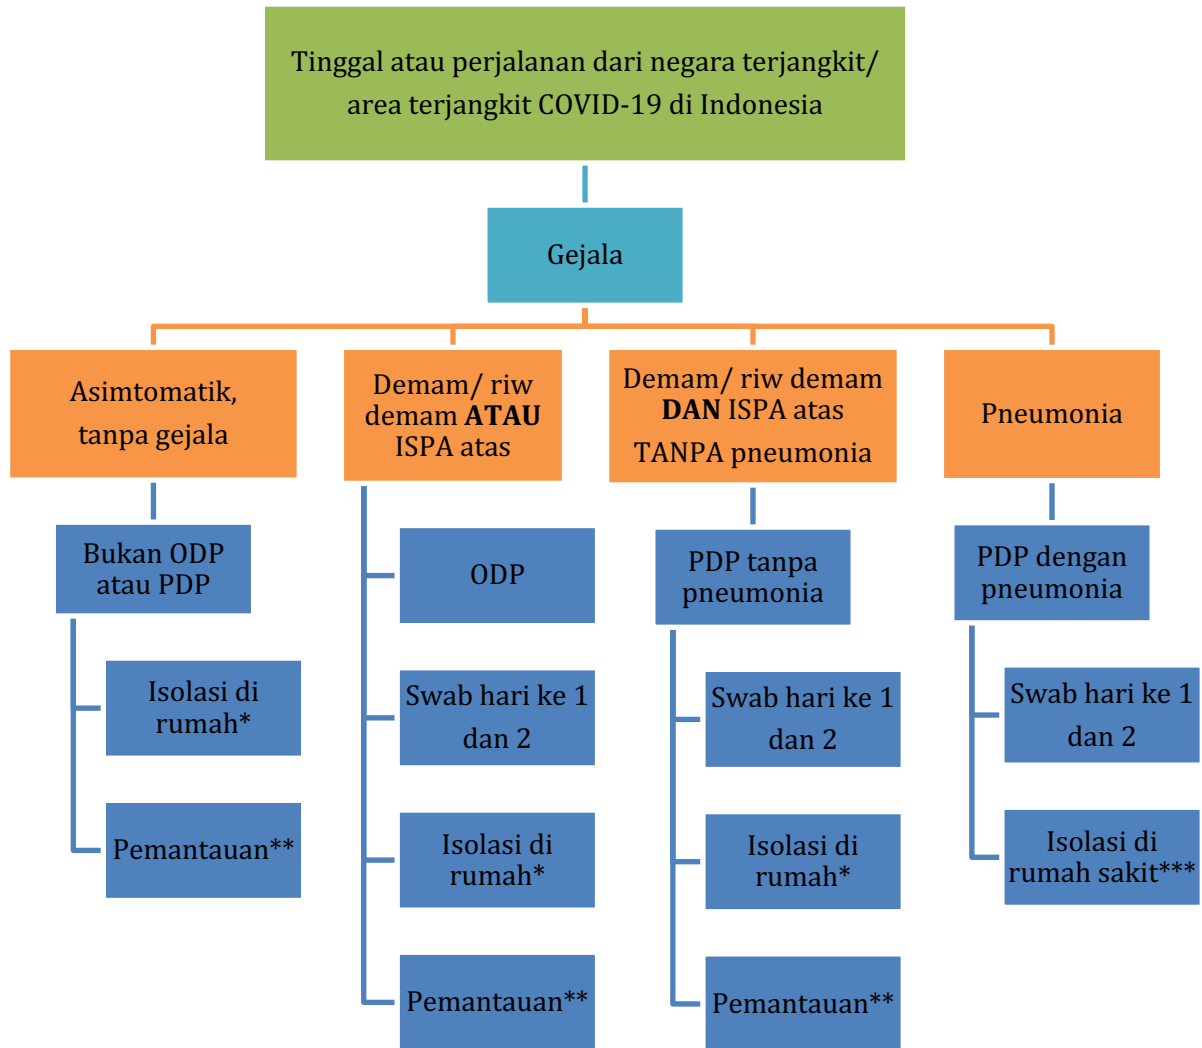 Tinggal atau perjalanan dari negara terjangkit/
area terjangkit COVID-19 di Indonesia
Gejala
Asimtomatik,
tanpa gejala
Demam/ riw
demam ATAU
ISPA atas
Demam/ riw demam
DAN ISPA atas
TANPA pneumonia
Pneumonia
Bukan ODP
atau PDP
Isolasi di
rumah*
Pemantauan**
ODP
Swab hari ke 1
dan 2
Isolasi di
rumah*
Pemantauan**
PDP tanpa
pneumonia
Swab hari ke 1
dan 2
Isolasi di
rumah*
Pemantauan**
PDP dengan
pneumonia
Swab hari ke 1
dan 2
Isolasi di
rumah sakit***